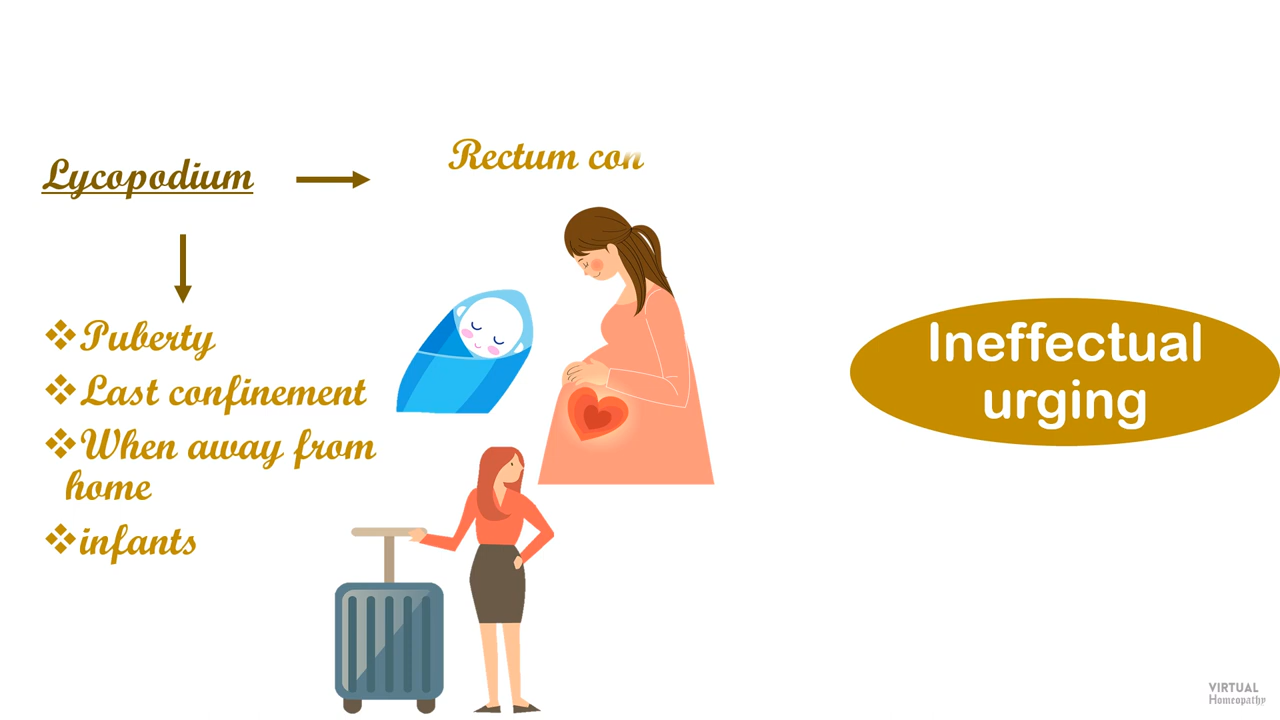 Lycopodium
Rectum con
❖Puberty
❖Last confinement
❖When away from
home
❖infants
Ineffectual
urging
VIRTUAL
Homeopathy